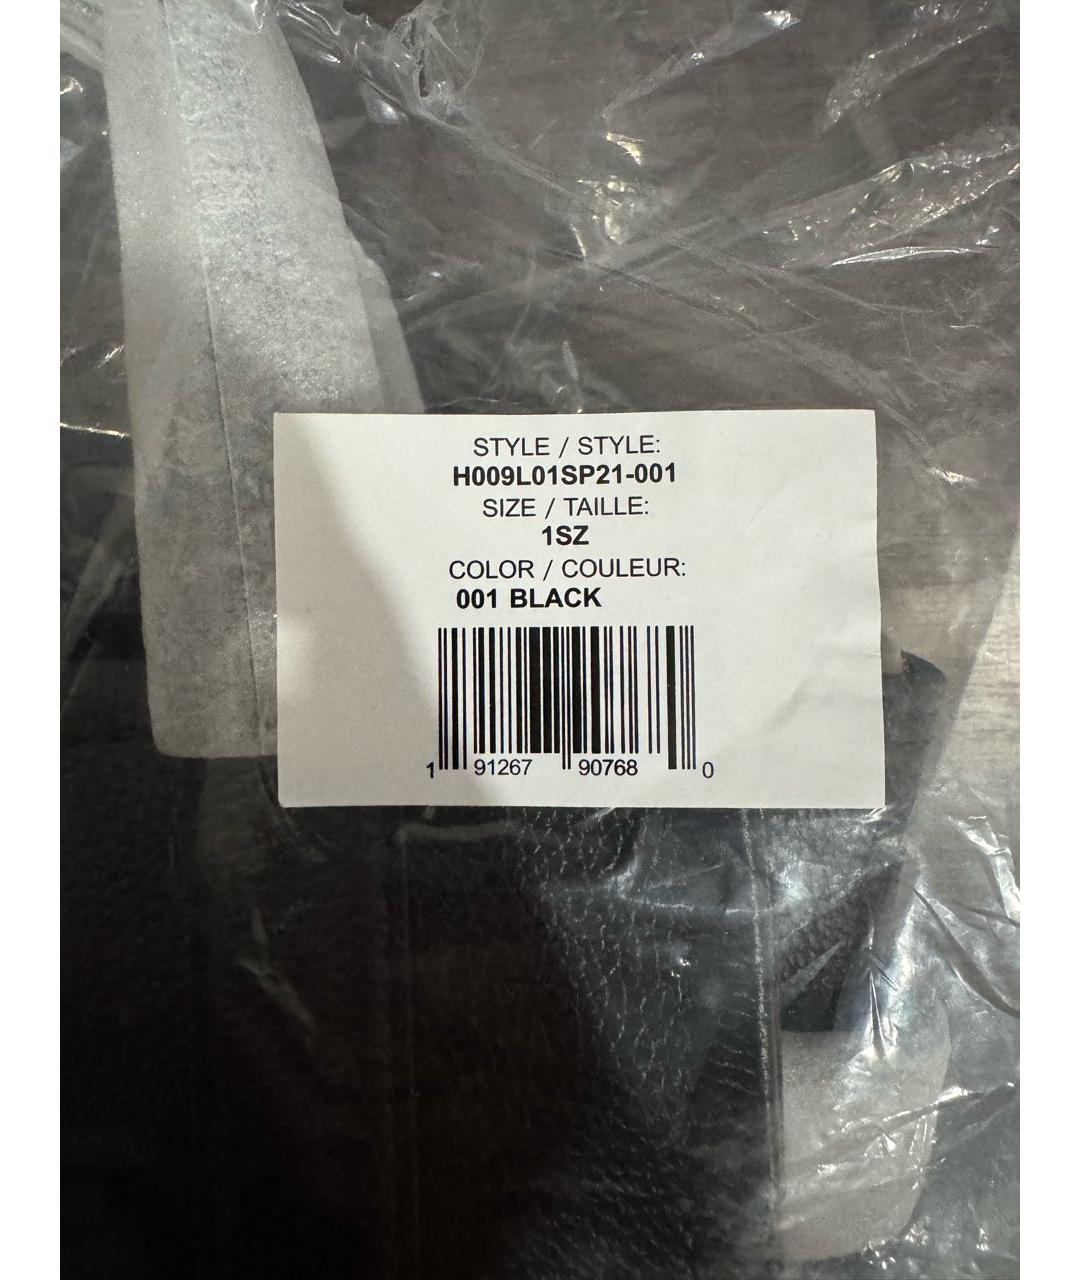 STYLE / STYLE:
H009L01SP21-001
SIZE / TAILLE:
1SZ
COLOR / COULEUR:
001 BLACK
1 91267 90768 0